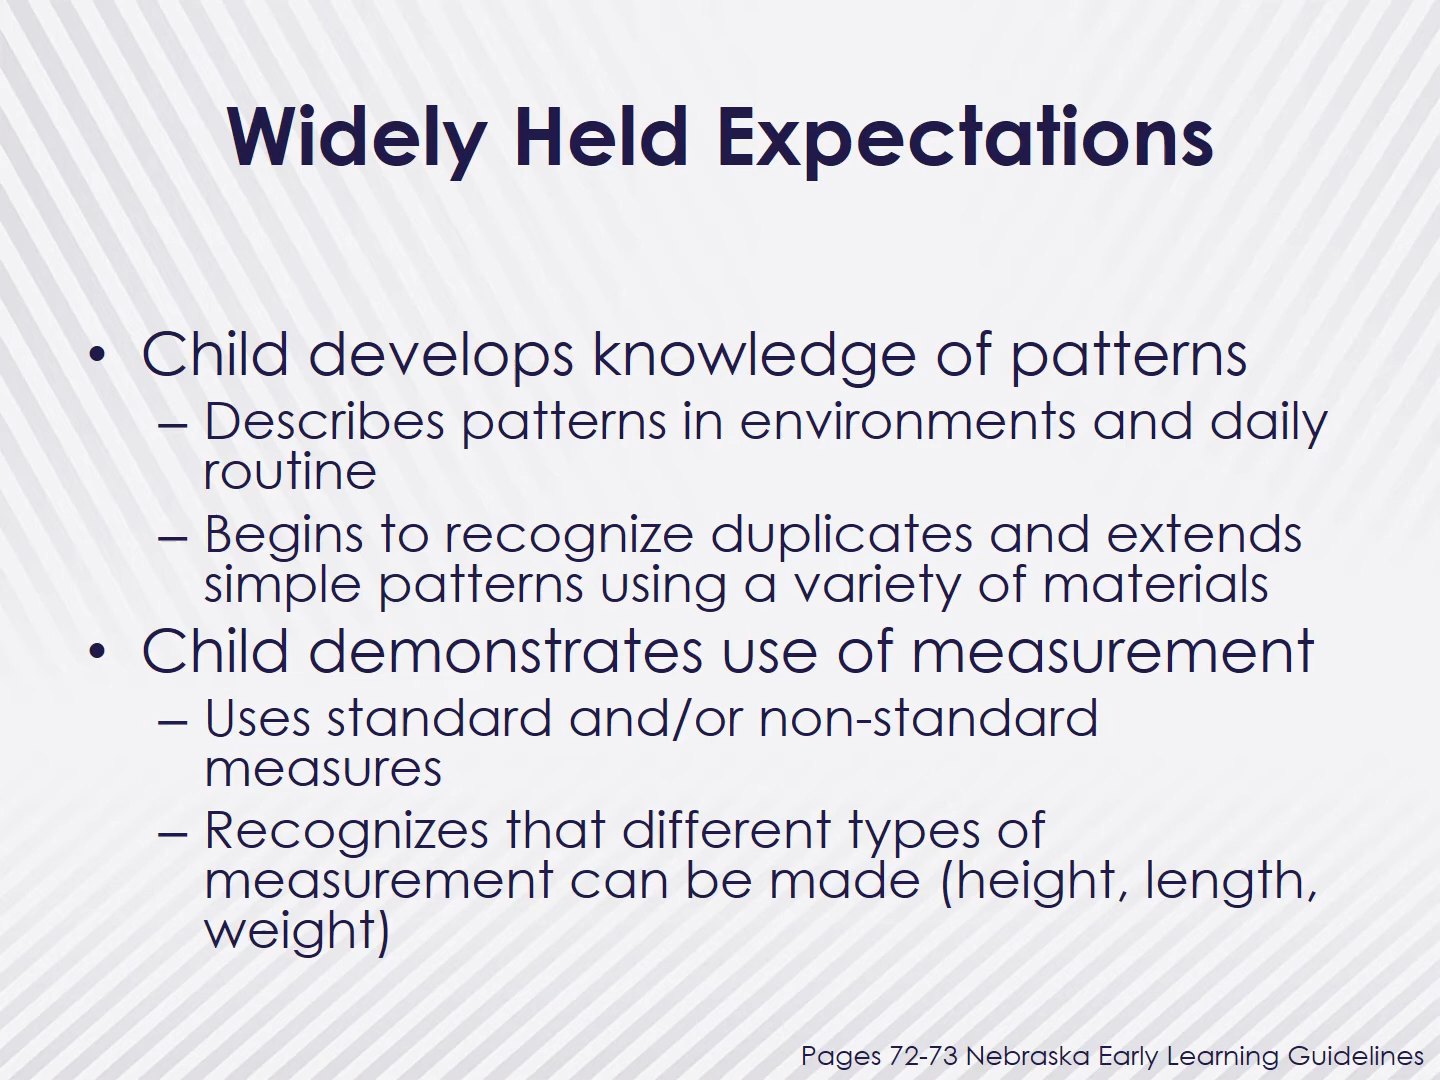 Widely Held Expectations
• Child develops knowledge of patterns
– Describes patterns in environments and daily
routine
– Begins to recognize duplicates and extends
simple patterns using a variety of materials
• Child demonstrates use of measurement
– Uses standard and/or non-standard
measures
– Recognizes that different types of
measurement can be made (height, length,
weight)
Pages 72-73 Nebraska Early Learning Guidelines